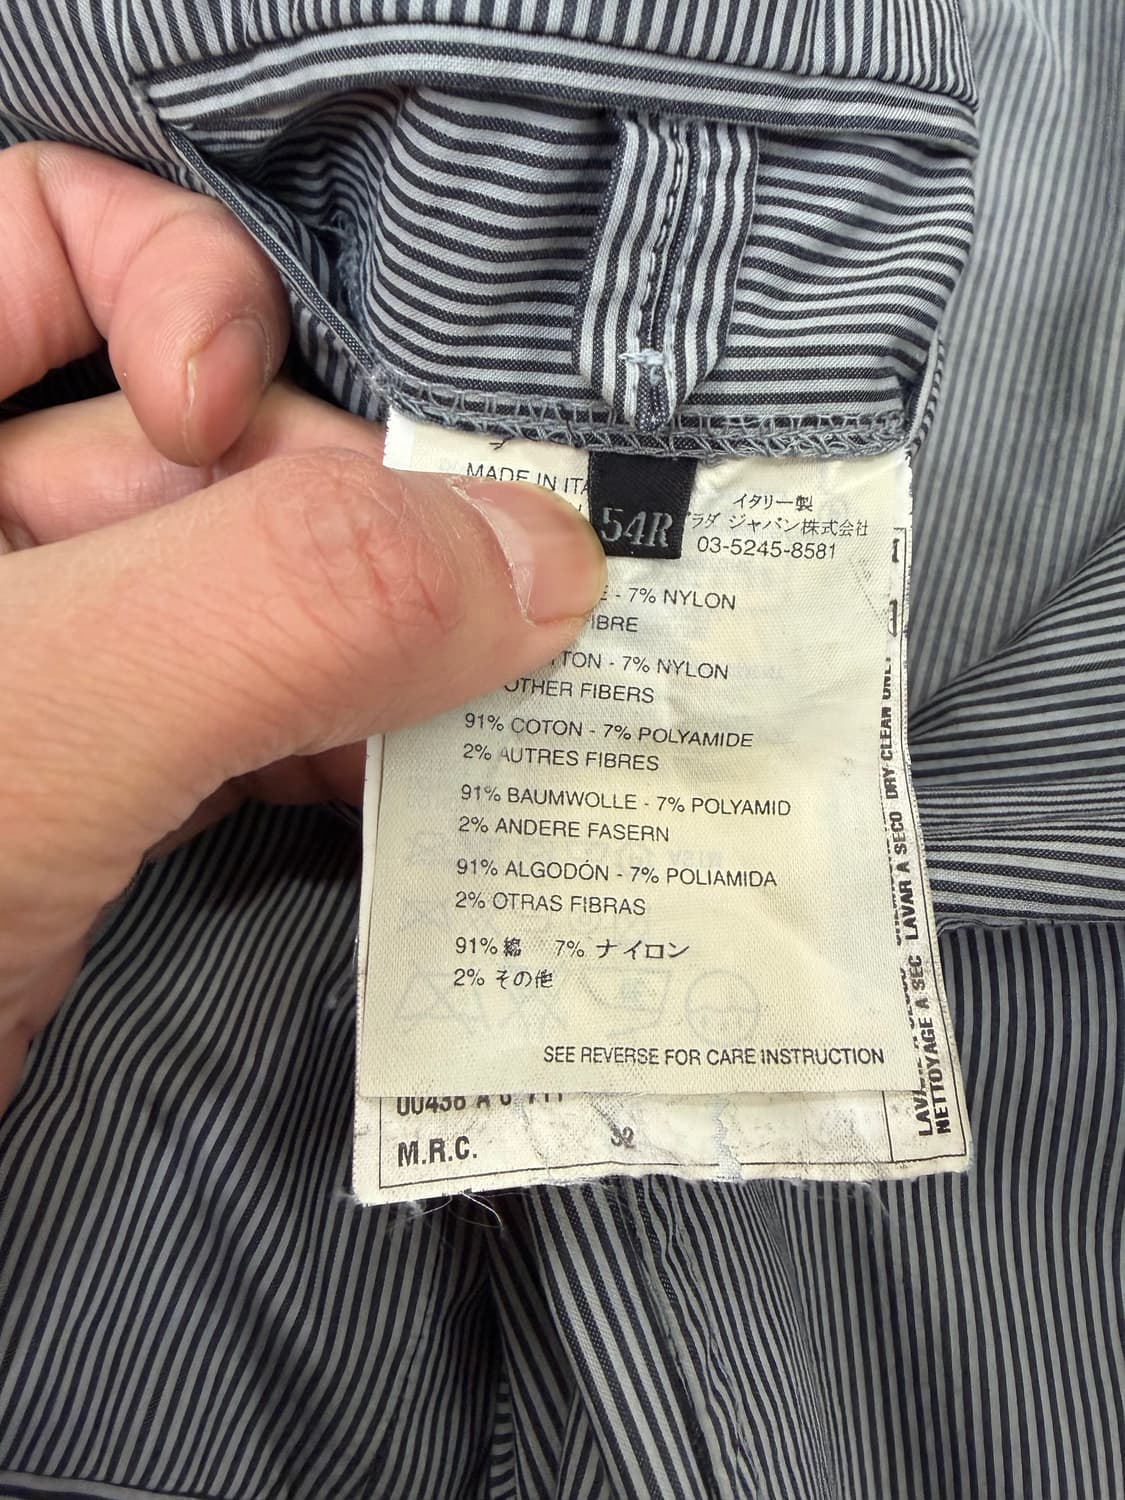 MADE IN ITA
54R
イタリー製
ラダ ジャパン株式会社
03-5245-8581
E - 7% NYLON
FIBRE
TTON - 7% NYLON
OTHER FIBERS
91% COTON - 7% POLYAMIDE
2% AUTRES FIBRES
91% BAUMWOLLE - 7% POLYAMID
2% ANDERE FASERN
91% ALGODÓN - 7% POLIAMIDA
2% OTRAS FIBRAS
91% 綿 7% ナイロン
2% その他
SEE REVERSE FOR CARE INSTRUCTION
M.R.C.
32
DRY CLEAN ONLY
LAVAR A SECO
NETTOYAGE A SEC